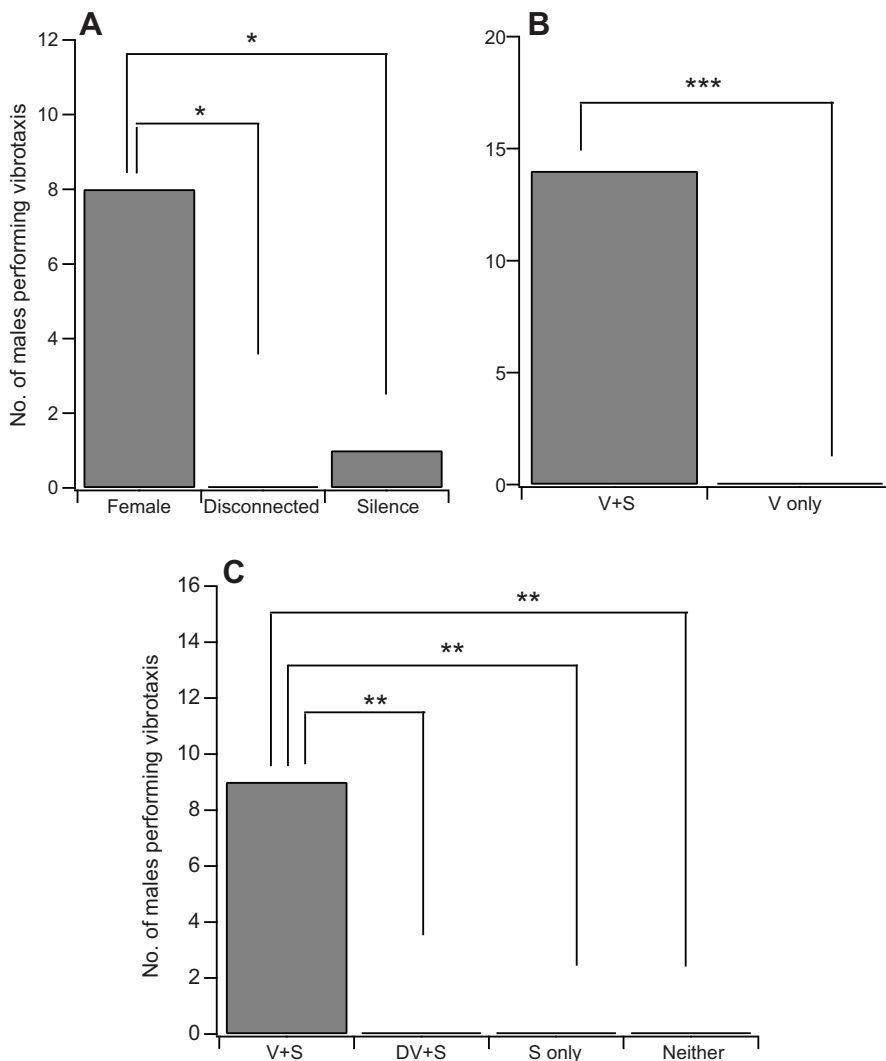 A
No. of males performing vibrotaxis
12
10
8
6
4
2
0
*
*
Female
Disconnected
Silence
B
20
15
10
5
0
***
V+S
V only
C
No. of males performing vibrotaxis
16
14
12
10
8
6
4
2
0
**
**
**
V+S
DV+S
S only
Neither